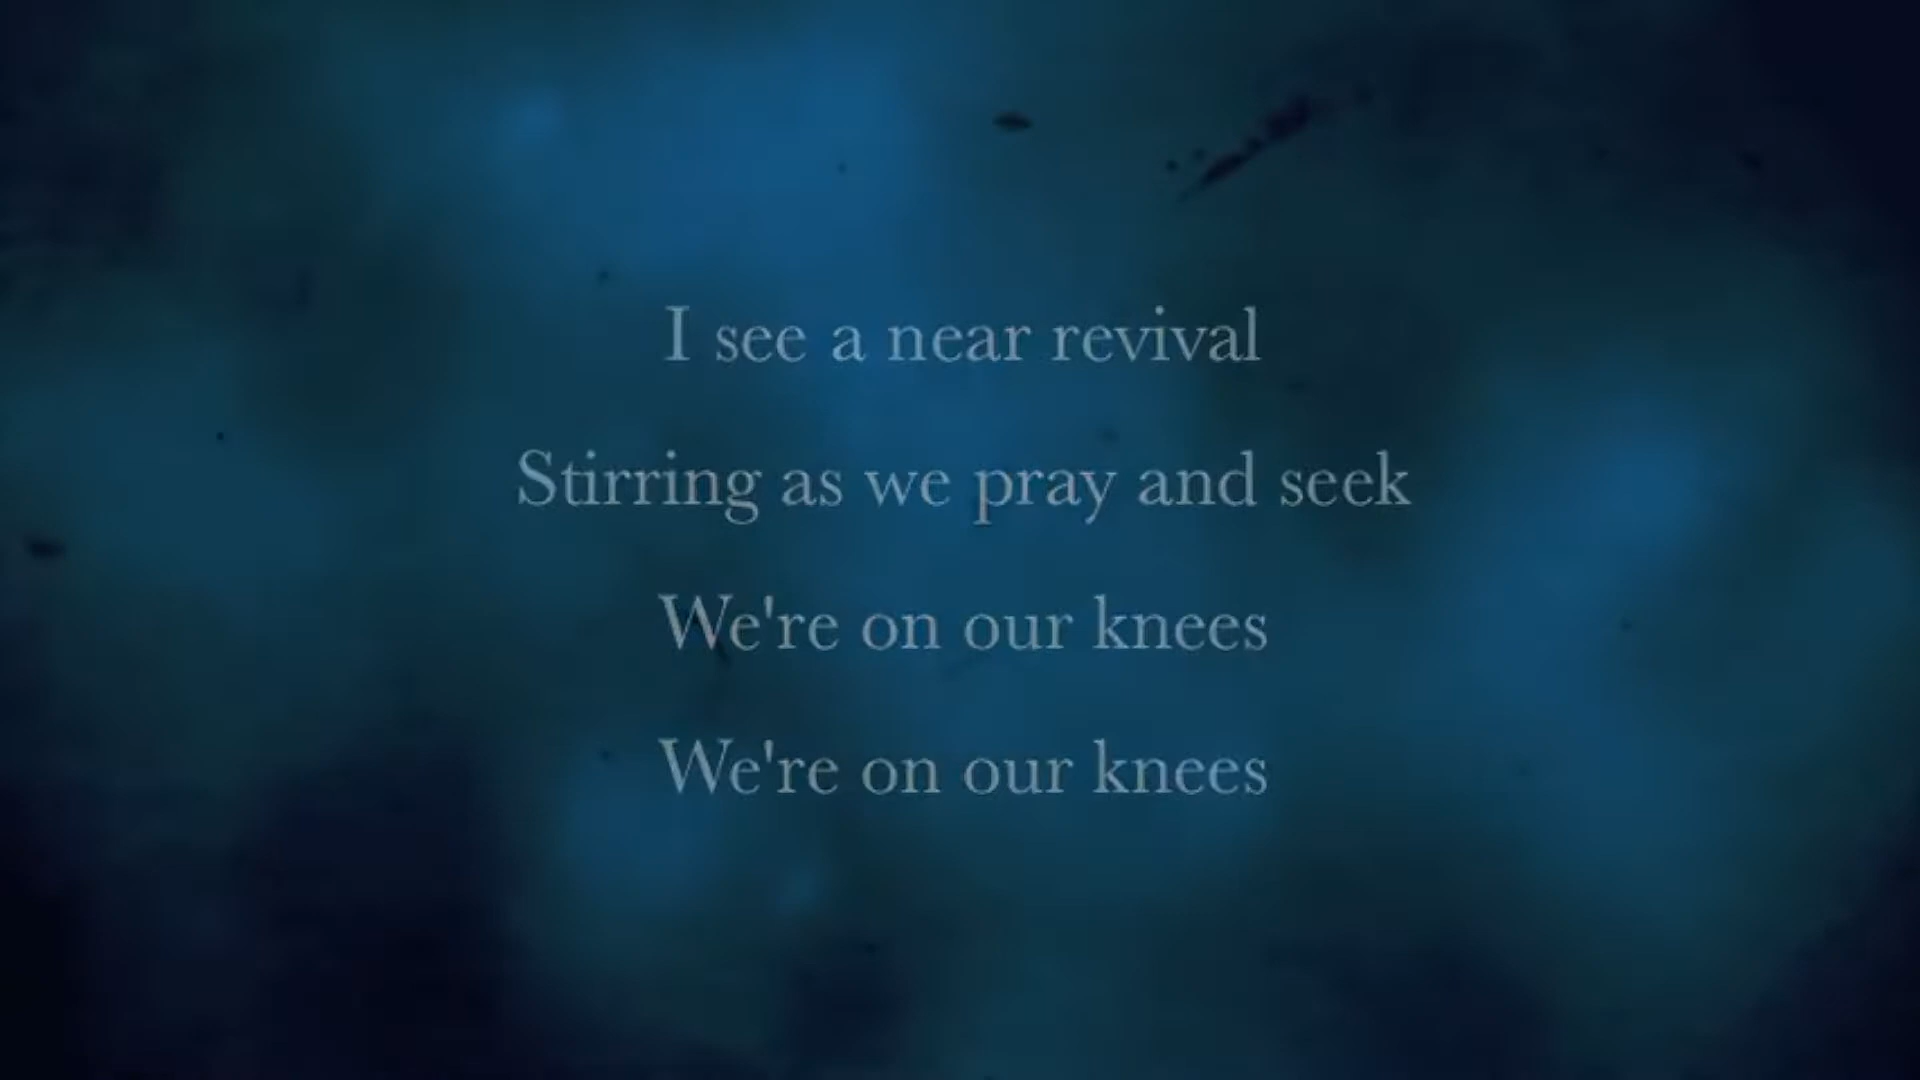 I see a near revival
Stirring as we pray and seek
We're on our knees
We're on our knees